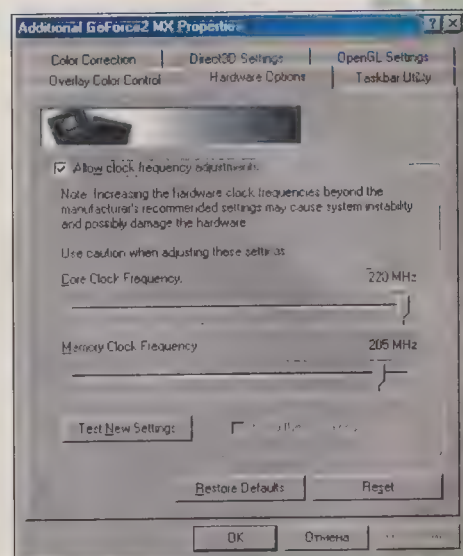 Additional GeForce2 MX Properties
Color Correction Direct3D Settings OpenGL Settings
Overlay Color Control Hardware Options Taskbar Utility
Allow clock frequency adjustments
Note: Increasing the hardware clock frequencies beyond the
manufacturer's recommended settings may cause system instability
and possibly damage the hardware
Use caution when adjusting these settings
Core Clock Frequency. 220 MHz
Memory Clock Frequency 205 MHz
Test New Settings
Restore Defaults Reset
OK Отмена